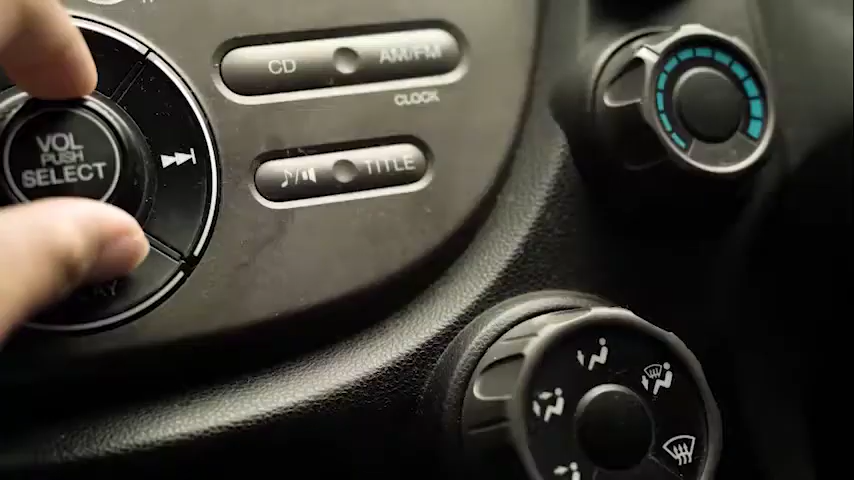 CD
AM/FM
CLOCK
VOL
PUSH
SELECT
TITLE